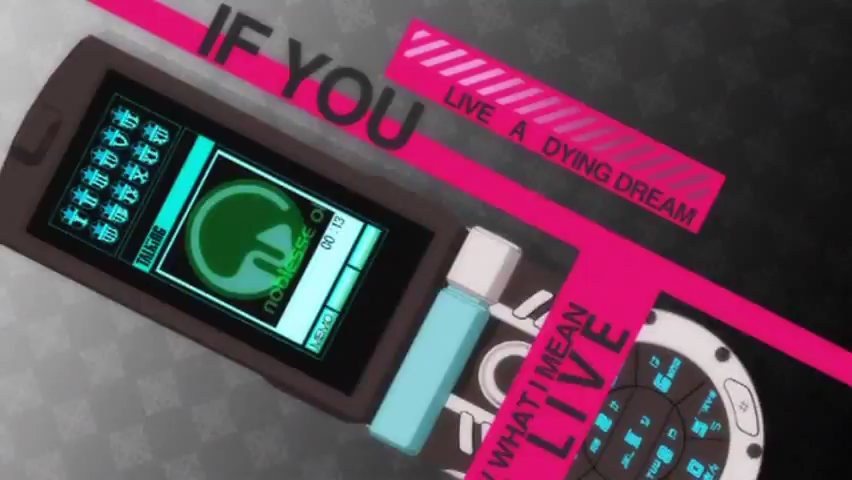 IF YOU
LIVE A DYING DREAM
TALKING
noblesse o
00:13
MEMO
WHAT I MEAN
LIVE